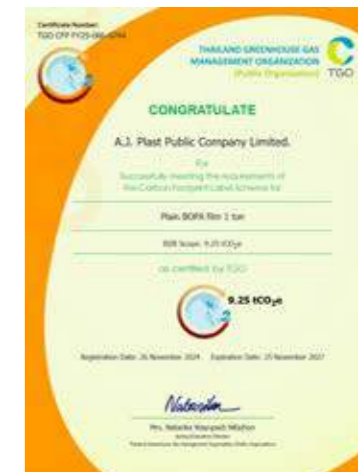 Certificate Number:
THAILAND GREENHOUSE GAS
MANAGEMENT ORGANIZATION
(Public Organization)
TGO
CONGRATULATE
A.J. Plast Public Company Limited.
For
Successfully meeting the requirements of
the Carbon Footprint Label Scheme for
Plain BOPA film 1 ton
B2B Scope: 9.25 tCO₂e
as certified by TGO
9.25 tCO₂e
Registration Date: 26 November 2024 Expiration Date: 25 November 2027